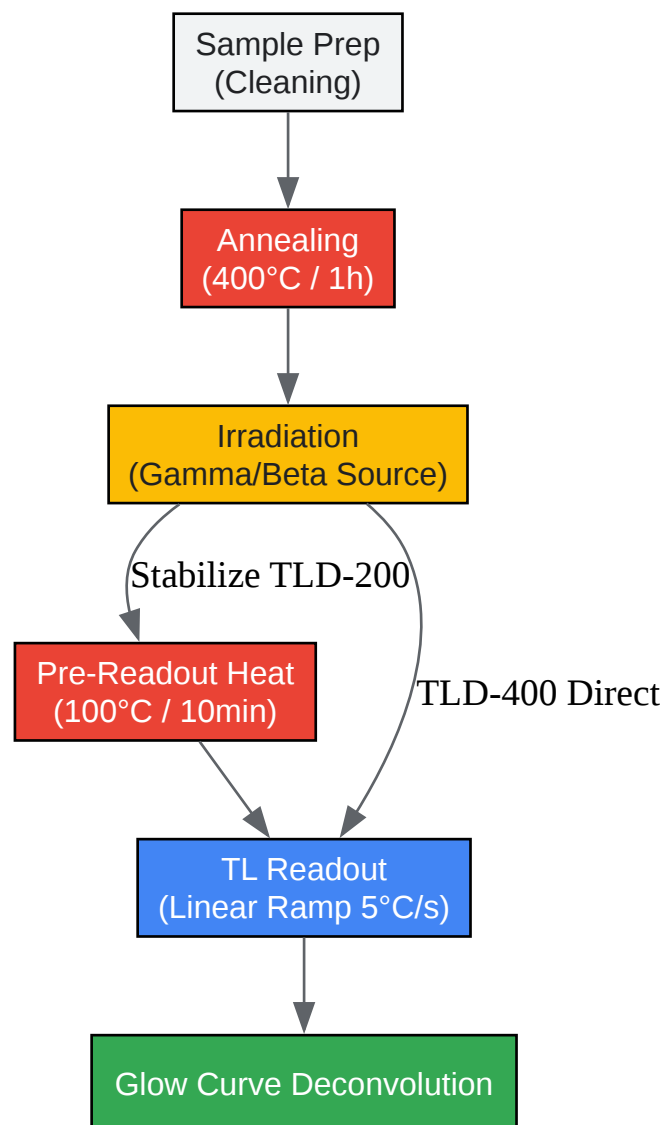 Sample Prep
(Cleaning)
Annealing
(400°C / 1h)
Irradiation
(Gamma/Beta Source)
Stabilize TLD-200
Pre-Readout Heat
(100°C / 10min)
TLD-400 Direct
TL Readout
(Linear Ramp 5°C/s)
Glow Curve Deconvolution